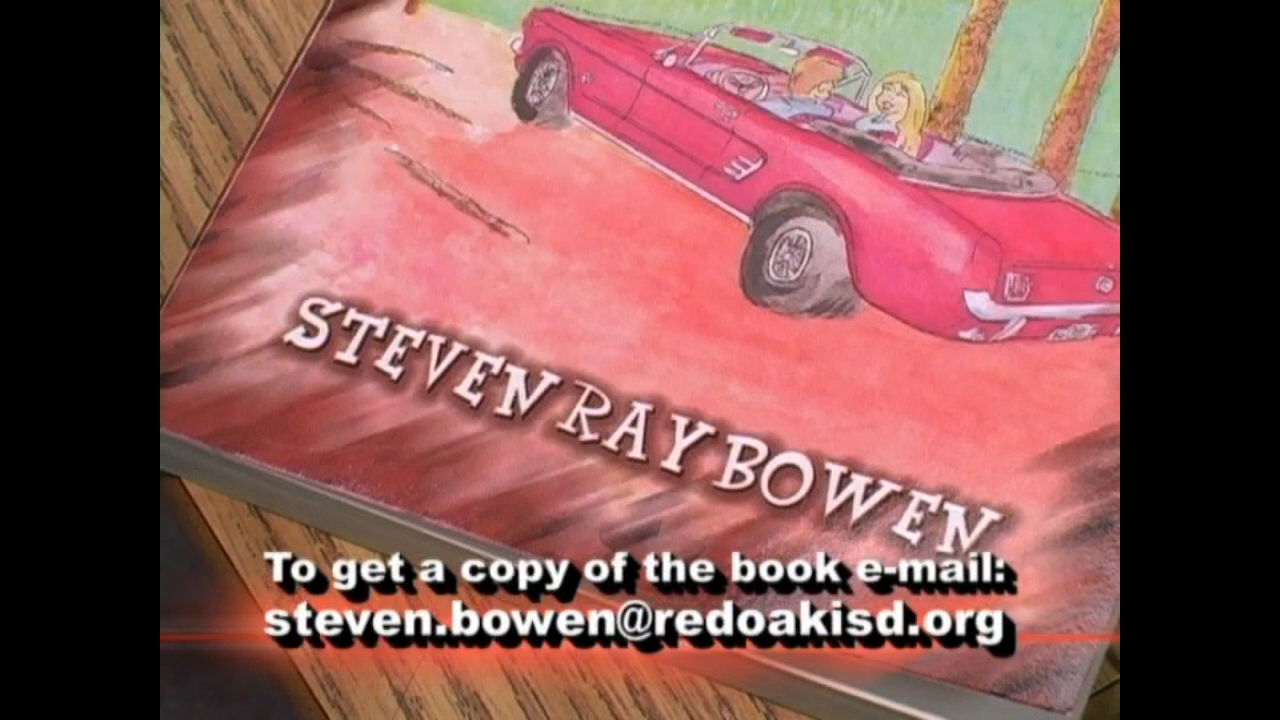 STEVEN RAY BOWEN
To get a copy of the book e-mail:
steven.bowen@redoakisd.org